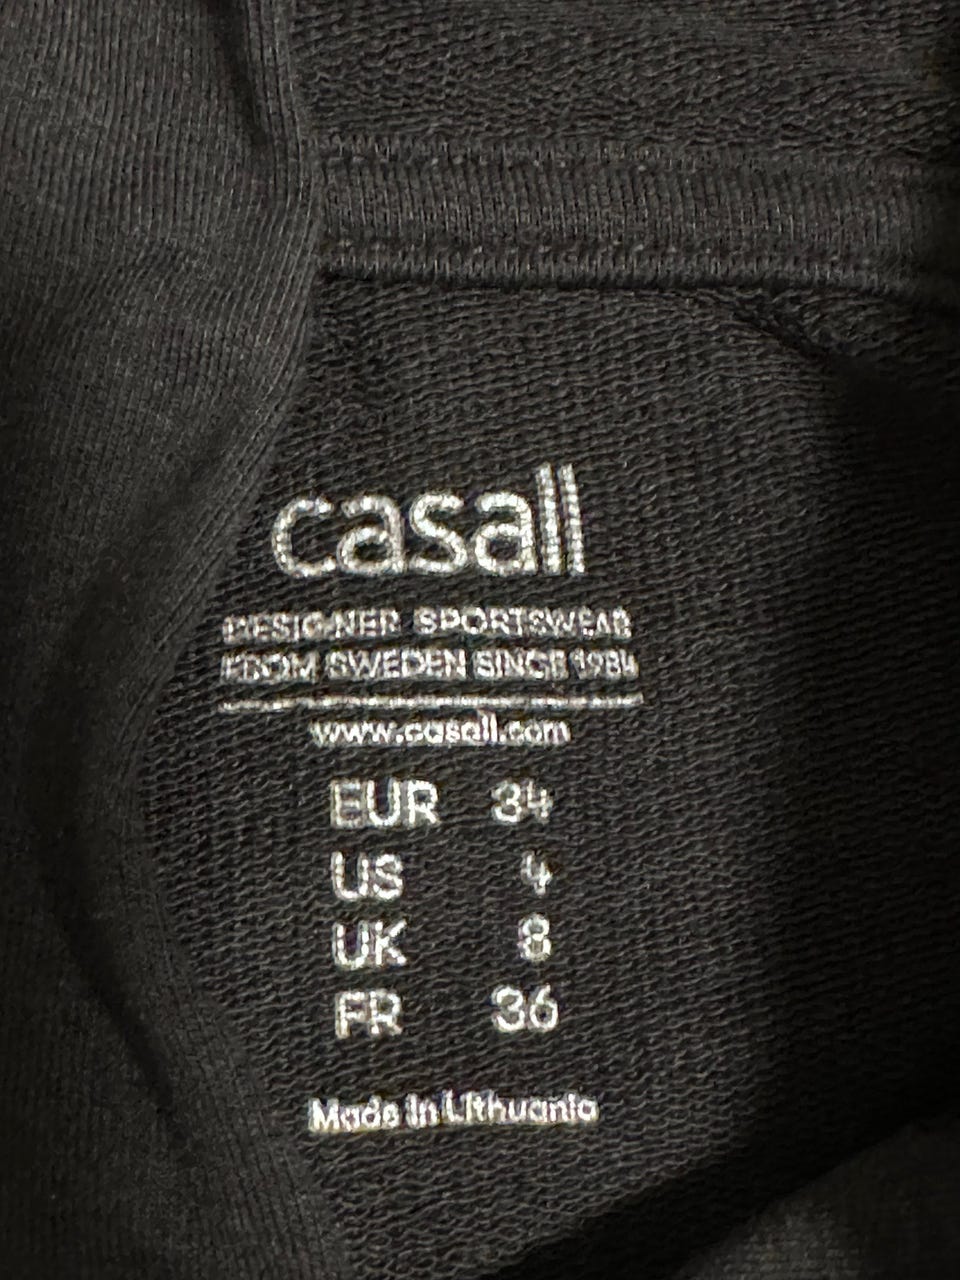 casall
DESIGNER SPORTSWEAR
FROM SWEDEN SINCE 1984
www.casall.com
EUR 34
US 4
UK 8
FR 36
Made in Lithuania